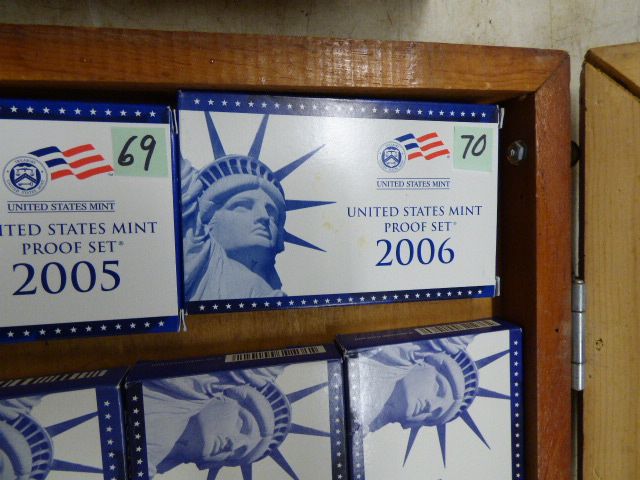 69
UNITED STATES MINT
UNITED STATES MINT
PROOF SET®
2005
70
UNITED STATES MINT
UNITED STATES MINT
PROOF SET®
2006